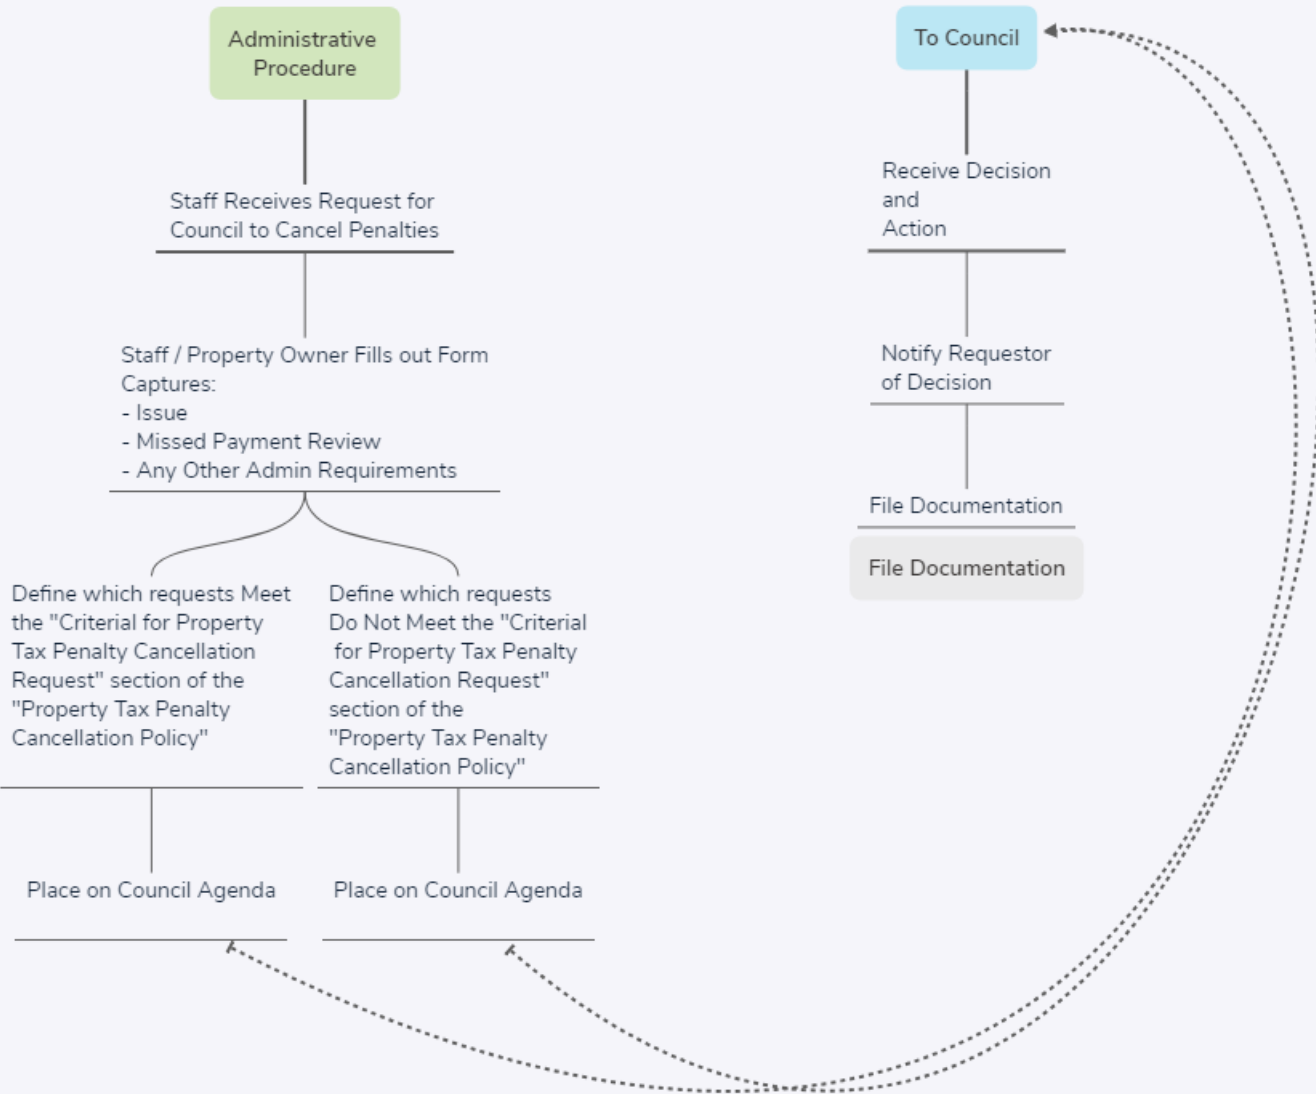 Administrative
Procedure
Staff Receives Request for
Council to Cancel Penalties
Staff / Property Owner Fills out Form
Captures:
- Issue
- Missed Payment Review
- Any Other Admin Requirements
Define which requests Meet
the "Criterial for Property
Tax Penalty Cancellation
Request" section of the
"Property Tax Penalty
Cancellation Policy"
Place on Council Agenda
Define which requests
Do Not Meet the "Criterial
for Property Tax Penalty
Cancellation Request"
section of the
"Property Tax Penalty
Cancellation Policy"
Place on Council Agenda
To Council
Receive Decision
and
Action
Notify Requestor
of Decision
File Documentation
File Documentation